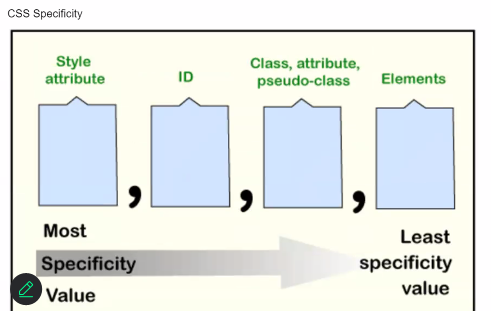 CSS Specificity
Style
attribute
ID
Class, attribute,
pseudo-class
Elements
, , ,
Most
Specificity
Value
Least
specificity
value